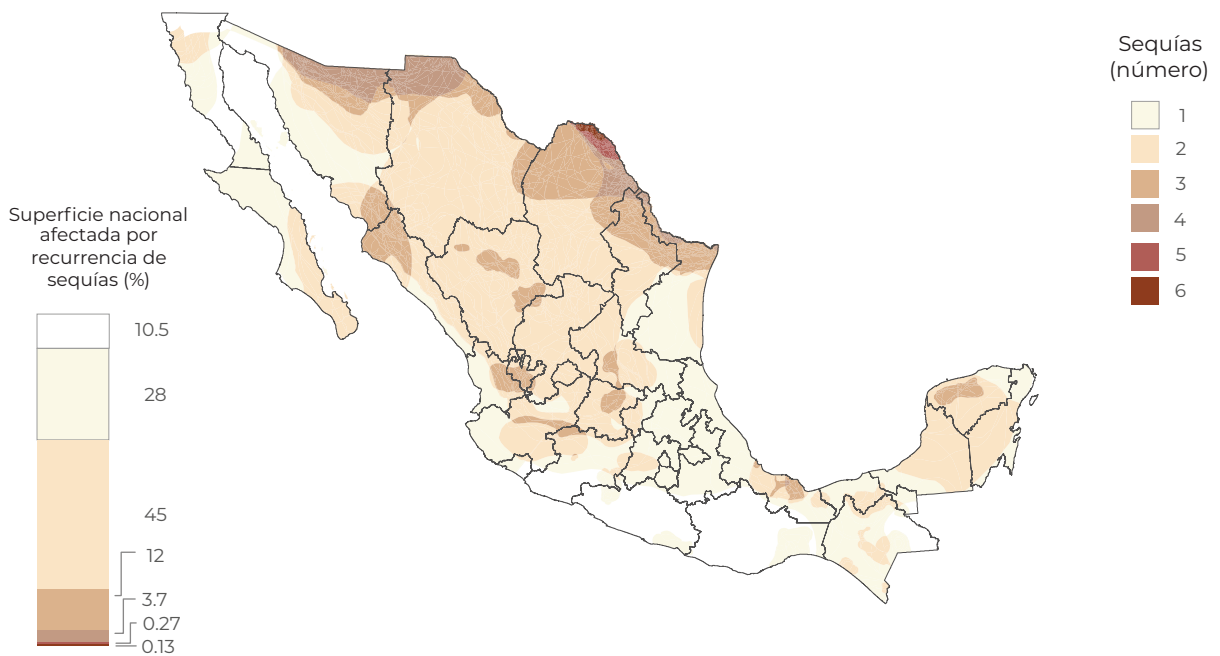 Sequías
(número)
1
2
3
4
5
6
Superficie nacional
afectada por
recurrencia de
sequías (%)
10.5
28
45
12
3.7
0.27
0.13